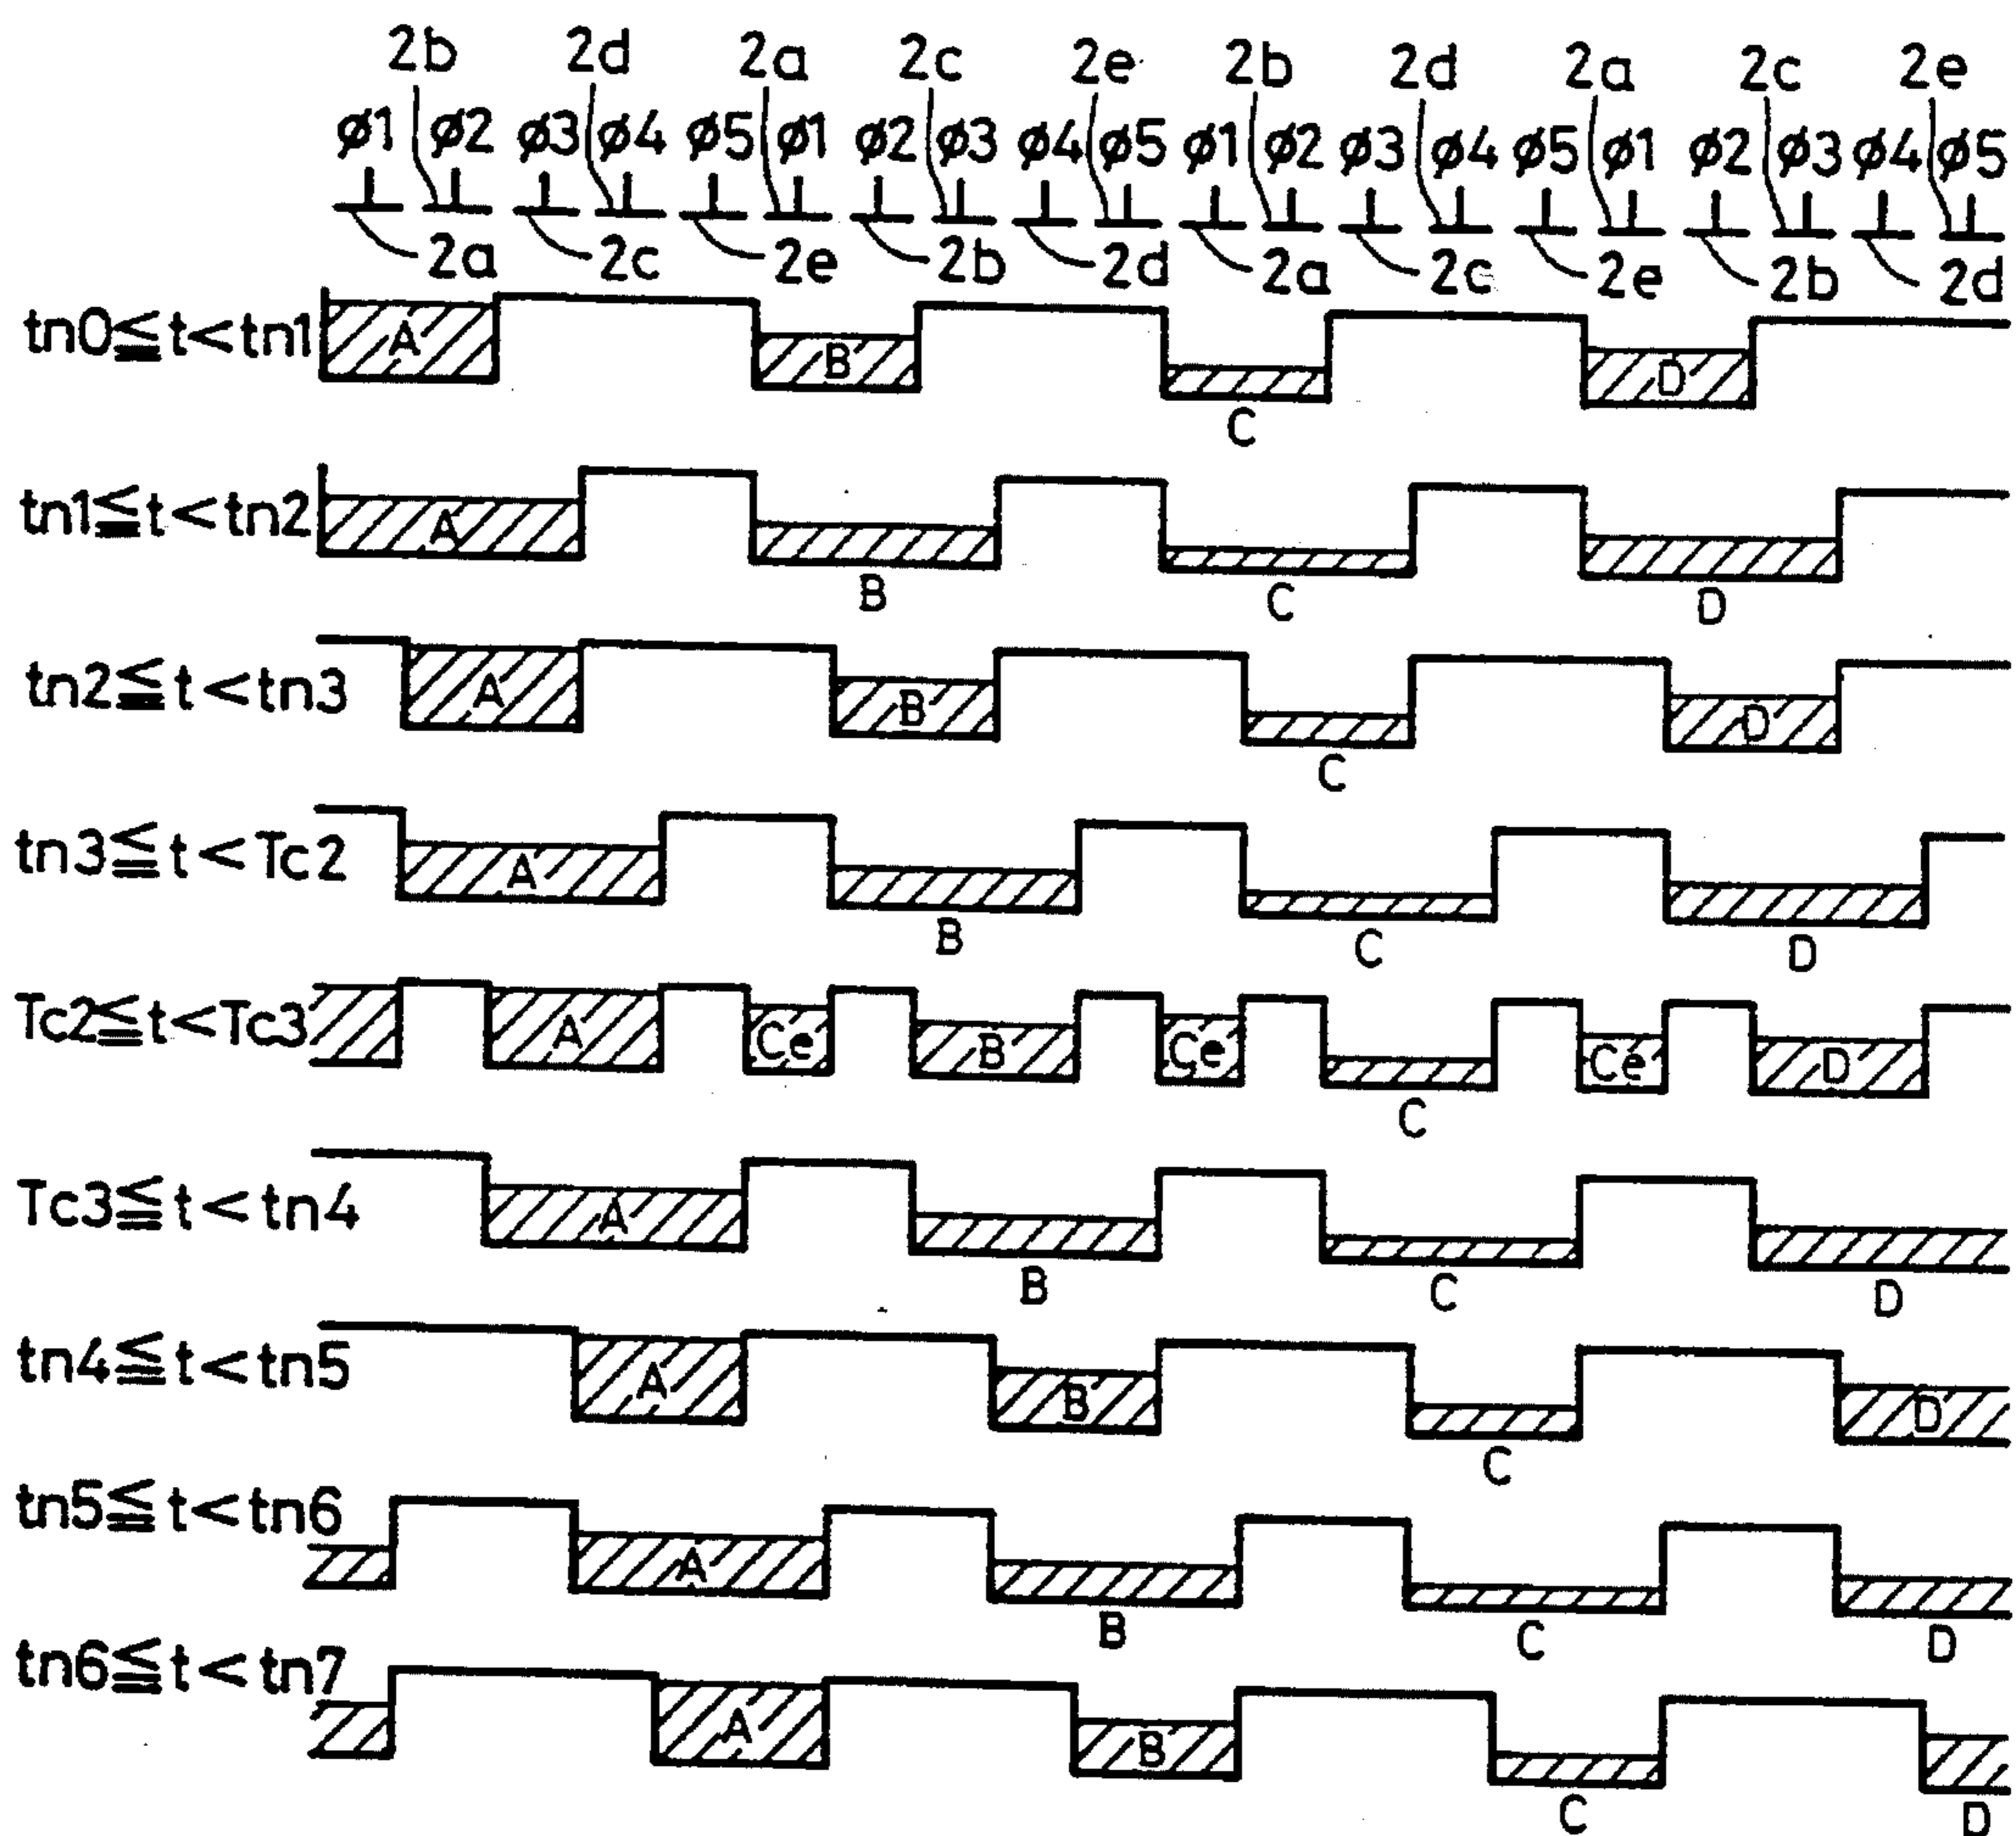 2b 2d 2a 2c 2e 2b 2d 2a 2c 2e
ø1 ø2 ø3 ø4 ø5 ø1 ø2 ø3 ø4 ø5 ø1 ø2 ø3 ø4 ø5 ø1 ø2 ø3 ø4 ø5
2a 2c 2e 2b 2d 2a 2c 2e 2b 2d
tn0≦t<tn1 A B C D
tn1≦t<tn2 A B C D
tn2≦t<tn3 A B C D
tn3≦t<Tc2 A B C D
Tc2≦t<Tc3 A Ce B Ce C Ce D
Tc3≦t<tn4 A B C D
tn4≦t<tn5 A B C D
tn5≦t<tn6 A B C D
tn6≦t<tn7 A B C D